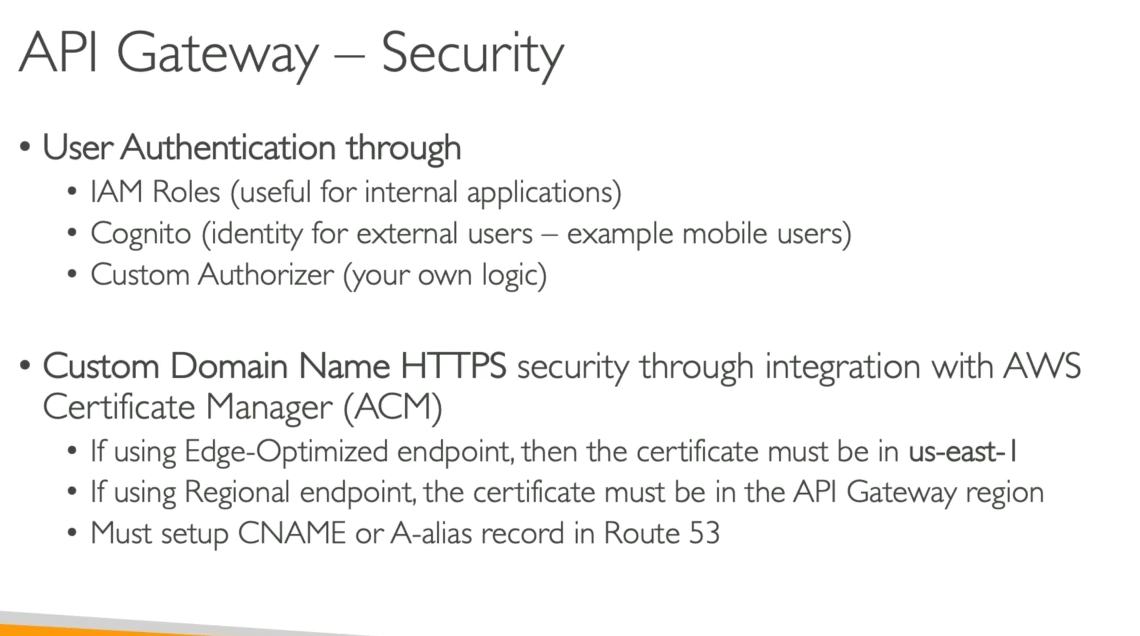 API Gateway – Security
• User Authentication through
• IAM Roles (useful for internal applications)
• Cognito (identity for external users – example mobile users)
• Custom Authorizer (your own logic)
• Custom Domain Name HTTPS security through integration with AWS
Certificate Manager (ACM)
• If using Edge-Optimized endpoint, then the certificate must be in us-east-1
• If using Regional endpoint, the certificate must be in the API Gateway region
• Must setup CNAME or A-alias record in Route 53